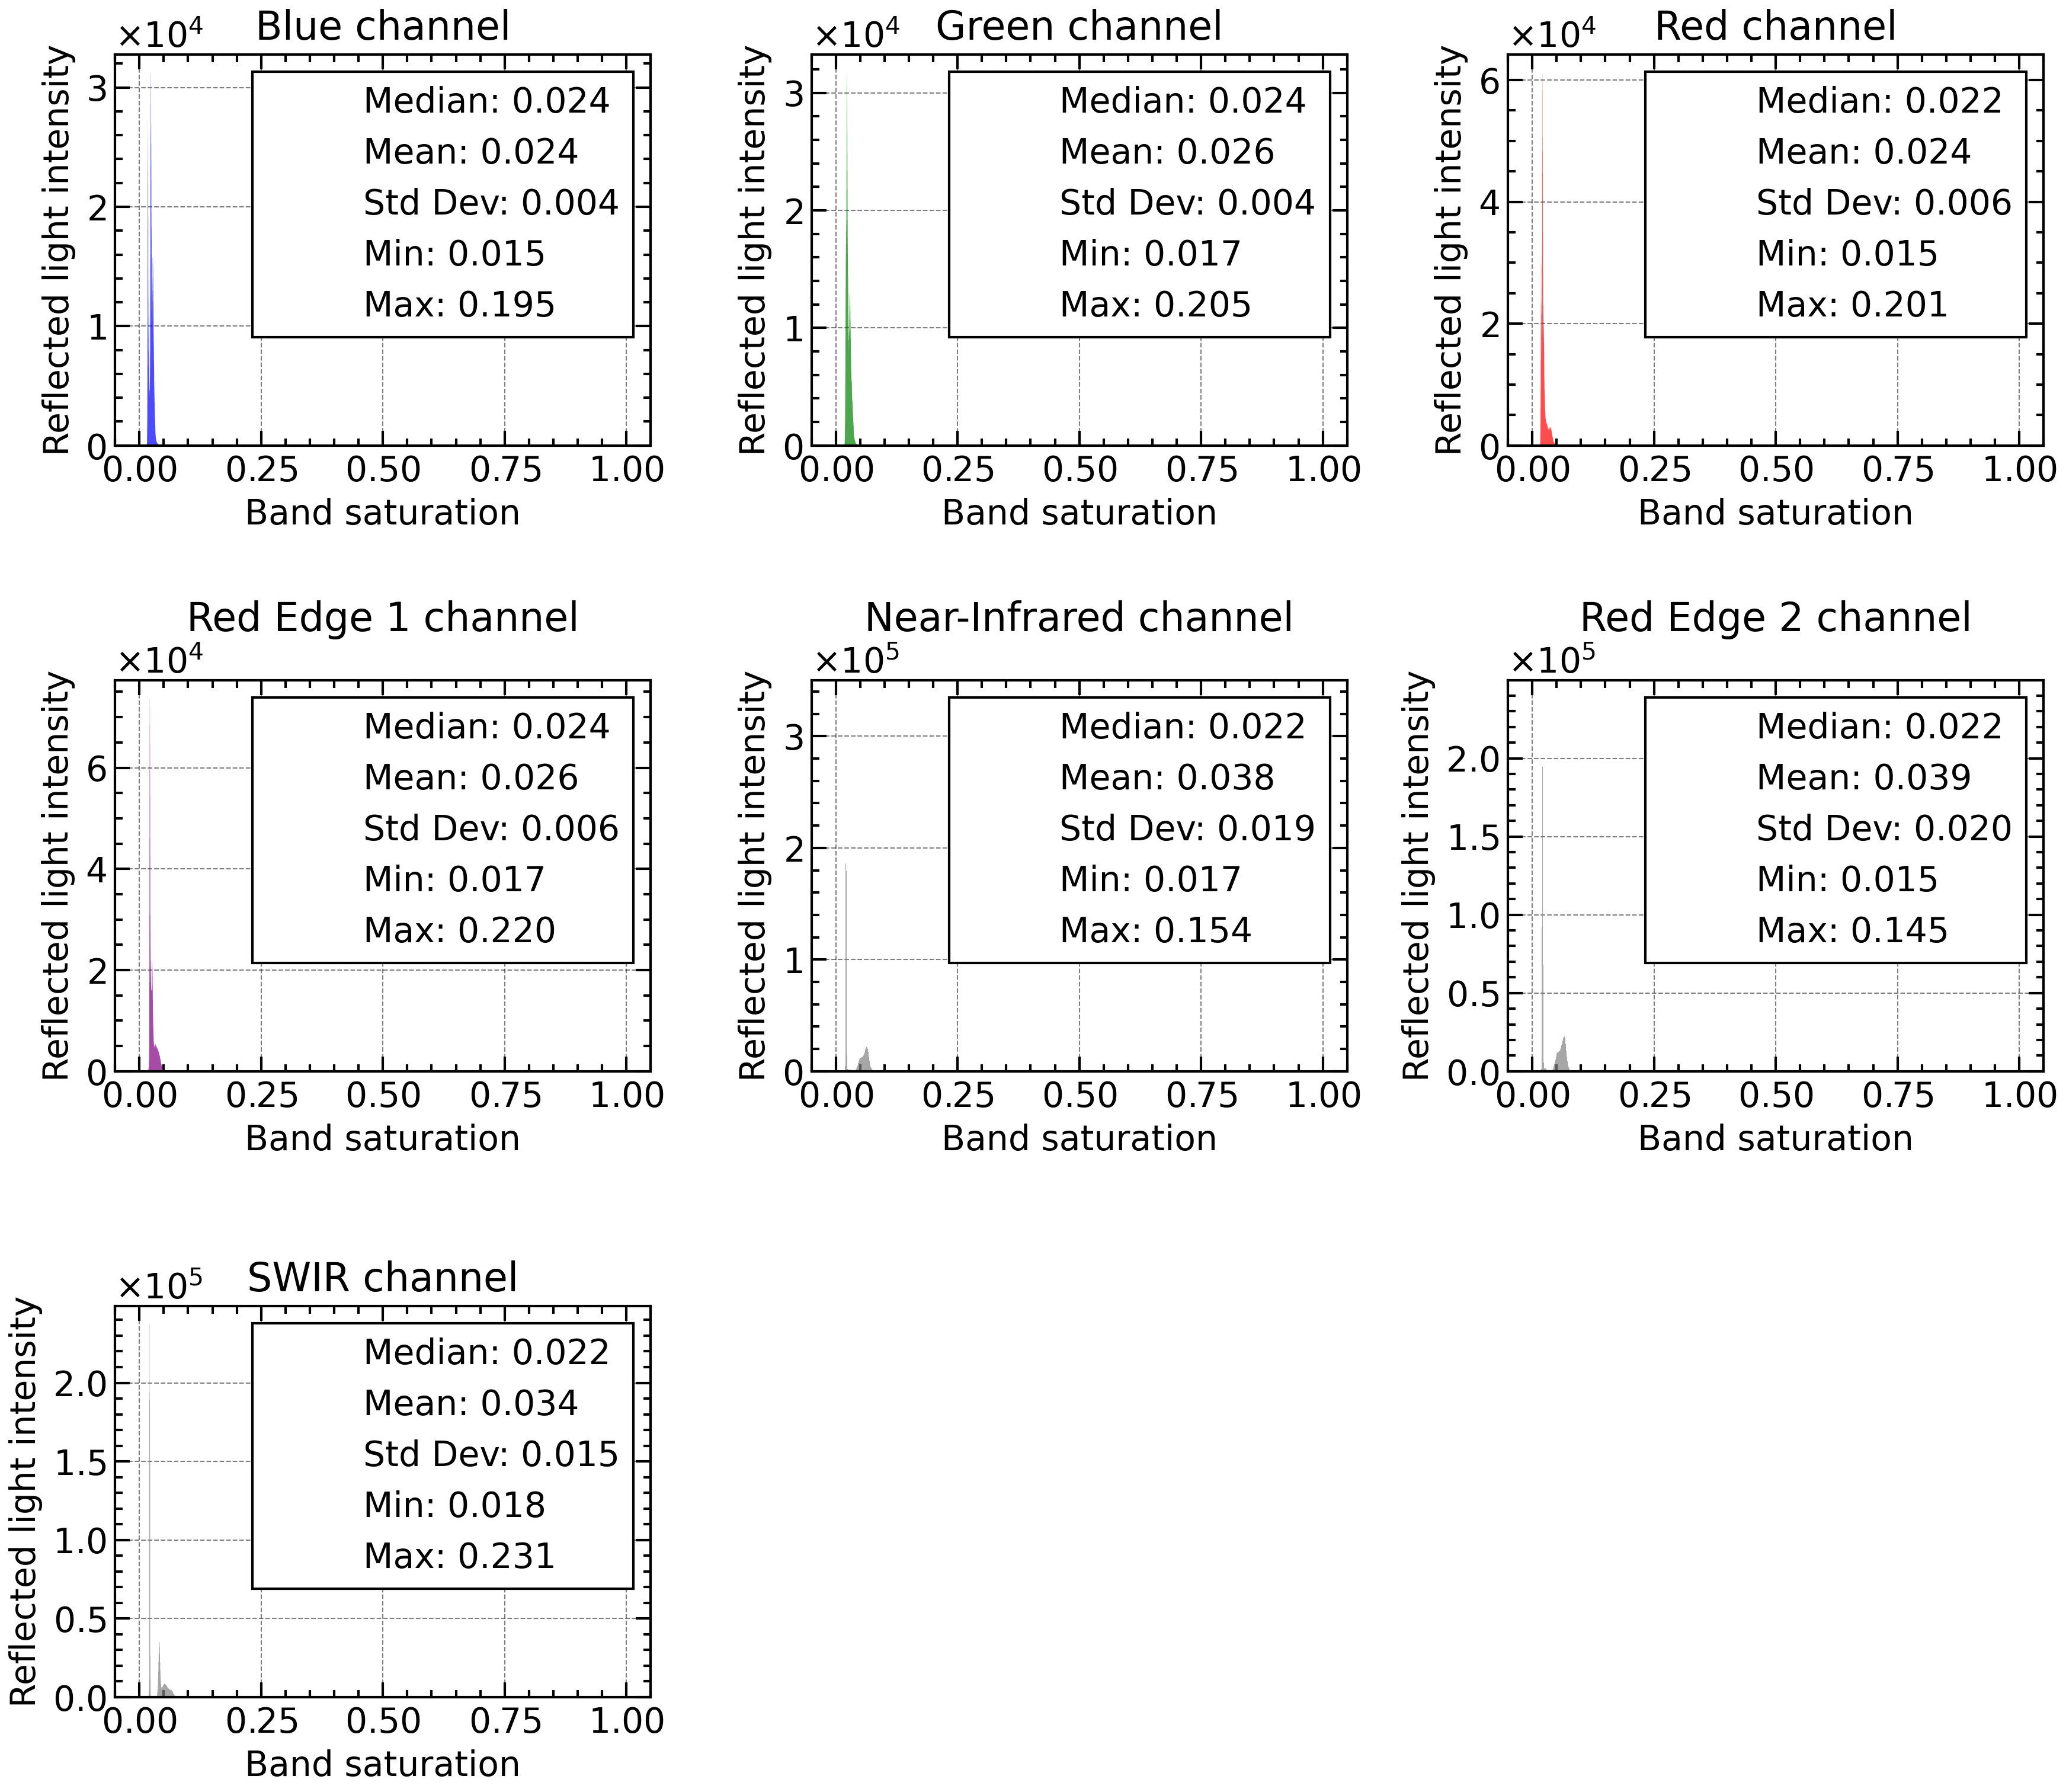 Blue channel
×10⁴
Reflected light intensity
3
2
1
0
Median: 0.024
Mean: 0.024
Std Dev: 0.004
Min: 0.015
Max: 0.195
0.00 0.25 0.50 0.75 1.00
Band saturation
Green channel
×10⁴
Reflected light intensity
3
2
1
0
Median: 0.024
Mean: 0.026
Std Dev: 0.004
Min: 0.017
Max: 0.205
0.00 0.25 0.50 0.75 1.00
Band saturation
Red channel
×10⁴
Reflected light intensity
6
4
2
0
Median: 0.022
Mean: 0.024
Std Dev: 0.006
Min: 0.015
Max: 0.201
0.00 0.25 0.50 0.75 1.00
Band saturation
Red Edge 1 channel
×10⁴
Reflected light intensity
6
4
2
0
Median: 0.024
Mean: 0.026
Std Dev: 0.006
Min: 0.017
Max: 0.220
0.00 0.25 0.50 0.75 1.00
Band saturation
Near-Infrared channel
×10⁵
Reflected light intensity
3
2
1
0
Median: 0.022
Mean: 0.038
Std Dev: 0.019
Min: 0.017
Max: 0.154
0.00 0.25 0.50 0.75 1.00
Band saturation
Red Edge 2 channel
×10⁵
Reflected light intensity
2.0
1.5
1.0
0.5
0.0
Median: 0.022
Mean: 0.039
Std Dev: 0.020
Min: 0.015
Max: 0.145
0.00 0.25 0.50 0.75 1.00
Band saturation
SWIR channel
×10⁵
Reflected light intensity
2.0
1.5
1.0
0.5
0.0
Median: 0.022
Mean: 0.034
Std Dev: 0.015
Min: 0.018
Max: 0.231
0.00 0.25 0.50 0.75 1.00
Band saturation